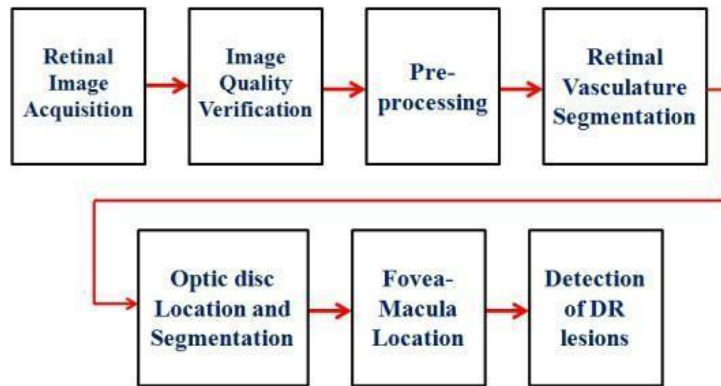 Retinal
Image
Acquisition
Image
Quality
Verification
Pre-
processing
Retinal
Vasculature
Segmentation
Optic disc
Location and
Segmentation
Fovea-
Macula
Location
Detection
of DR
lesions